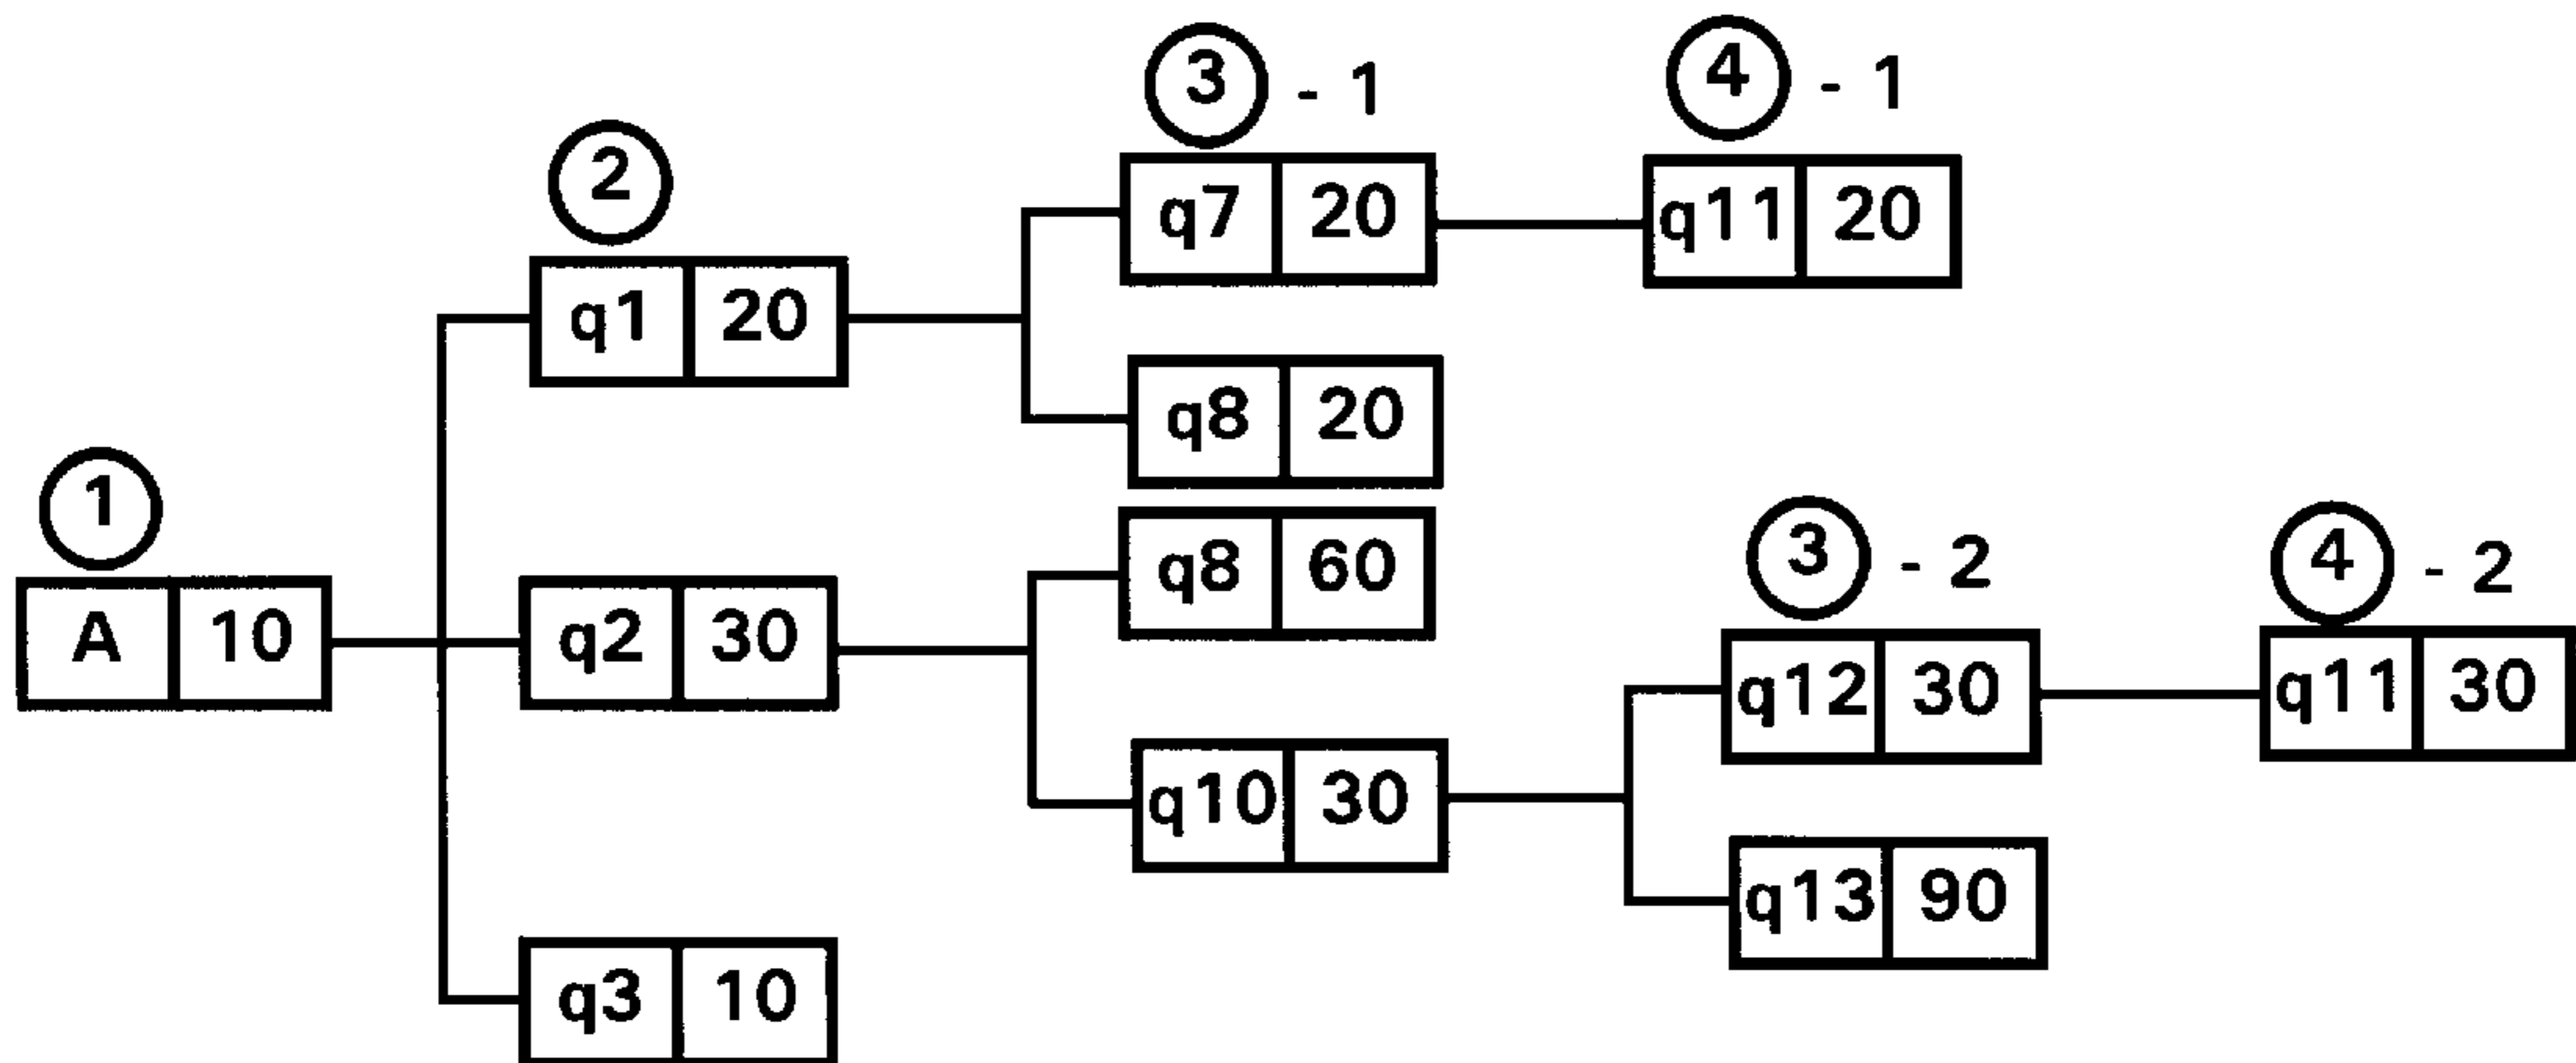 ③ - 1
④ - 1
②
q7 20
q11 20
q1 20
q8 20
①
q8 60
③ - 2
④ - 2
A 10
q2 30
q12 30
q11 30
q10 30
q13 90
q3 10